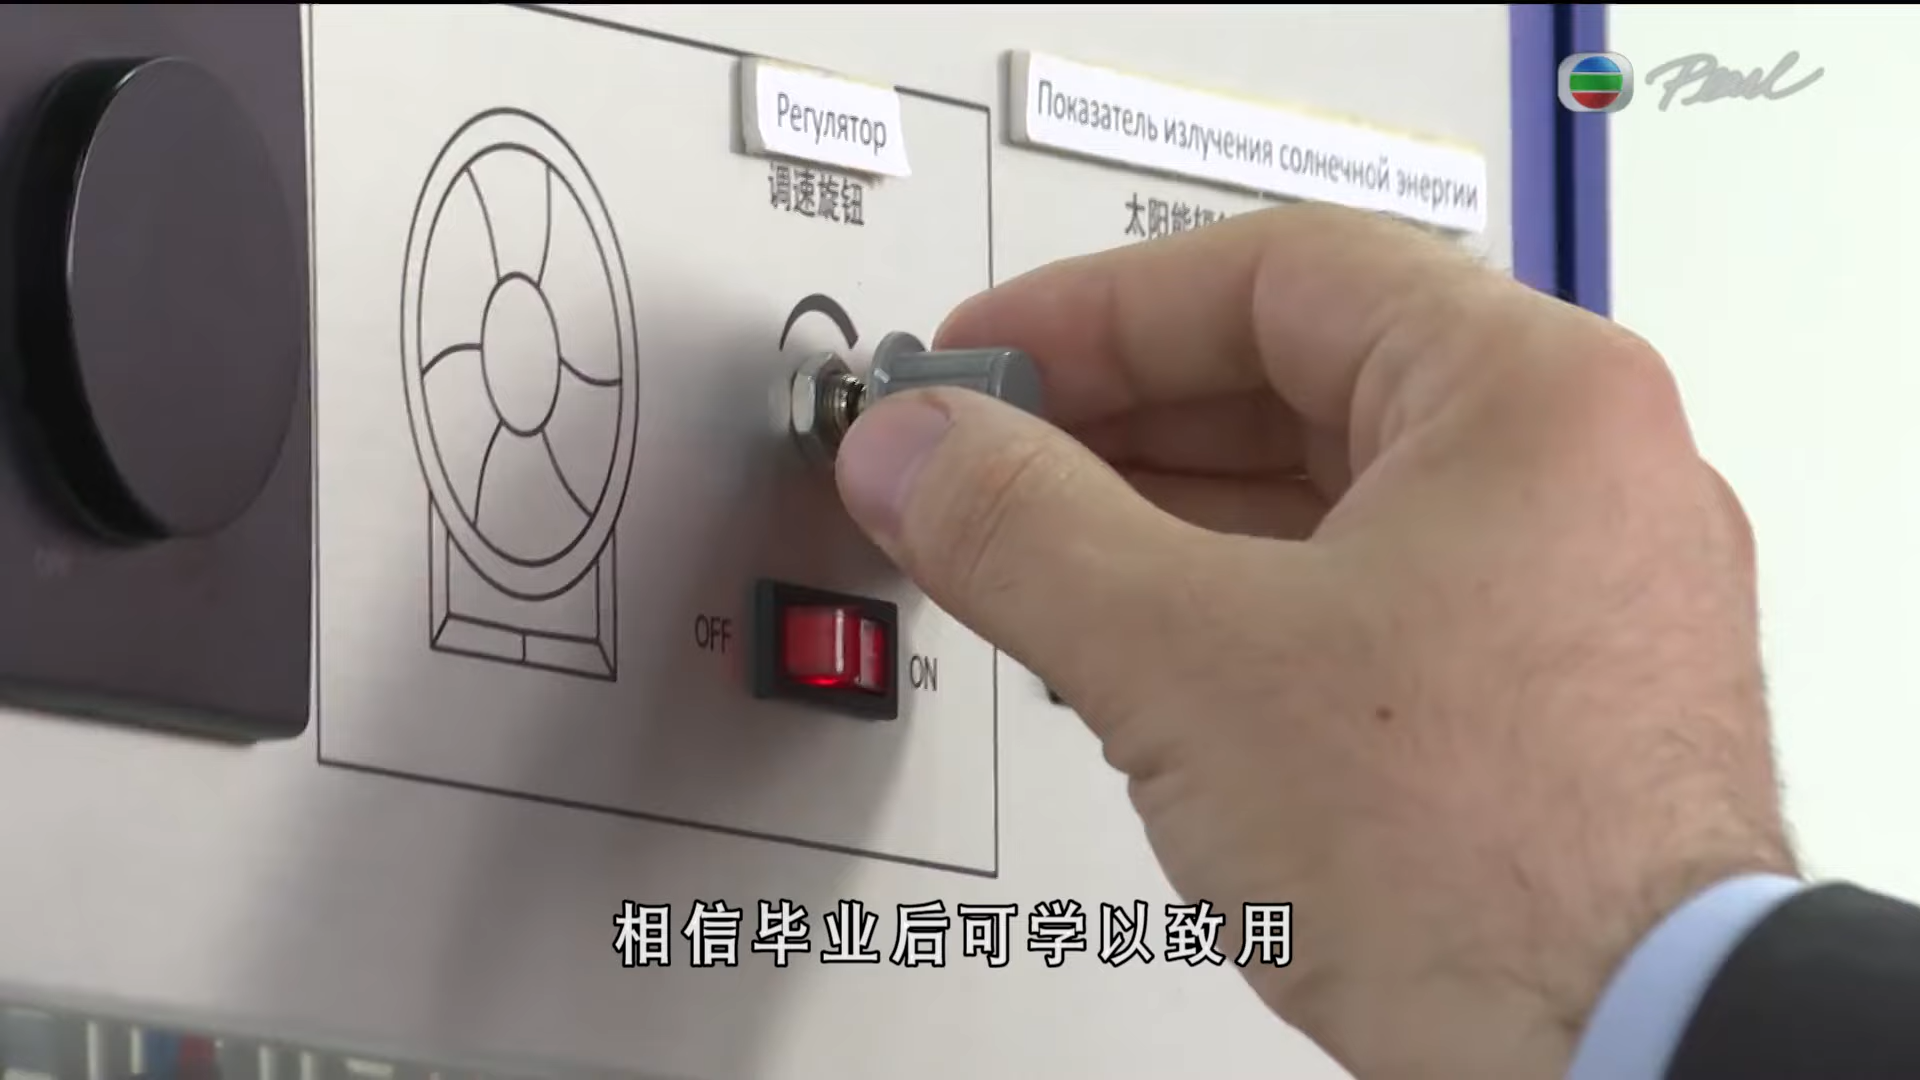 Pearl
Регулятор
调速旋钮
Показатель излучения солнечной энергии
太阳能
OFF
ON
相信毕业后可学以致用